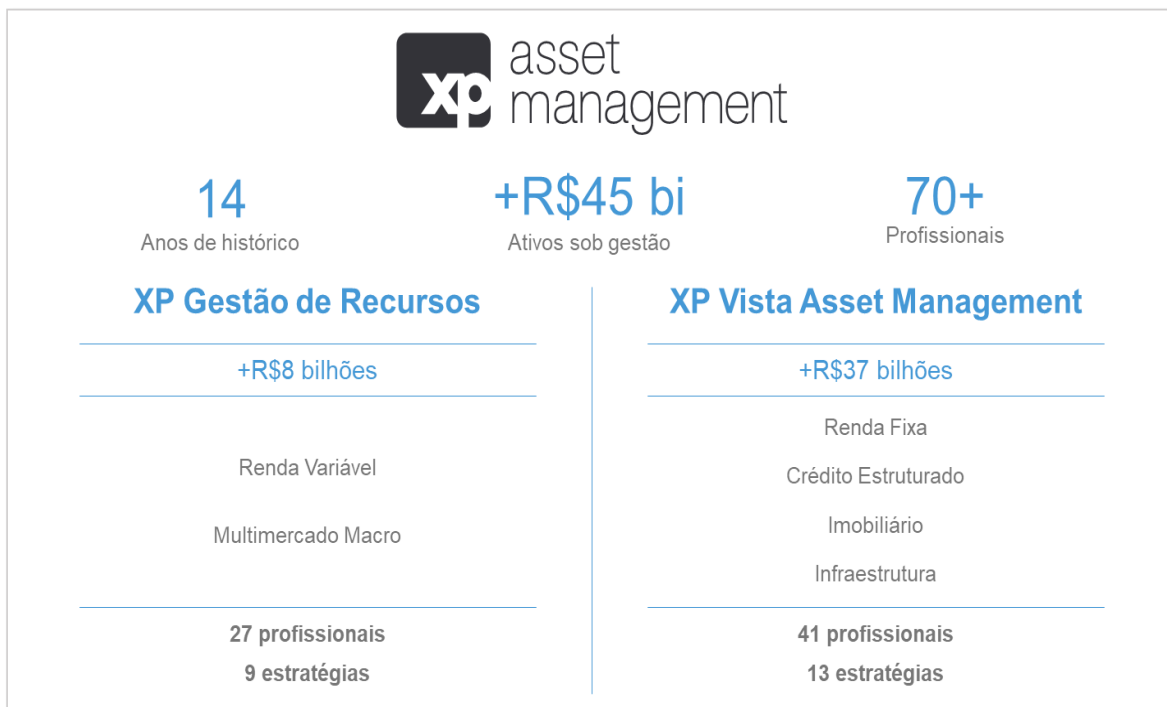 xp
asset
management
14
Anos de histórico
+R$45 bi
Ativos sob gestão
70+
Profissionais
XP Gestão de Recursos
+R$8 bilhões
Renda Variável
Multimercado Macro
27 profissionais
9 estratégias
XP Vista Asset Management
+R$37 bilhões
Renda Fixa
Crédito Estruturado
Imobiliário
Infraestrutura
41 profissionais
13 estratégias